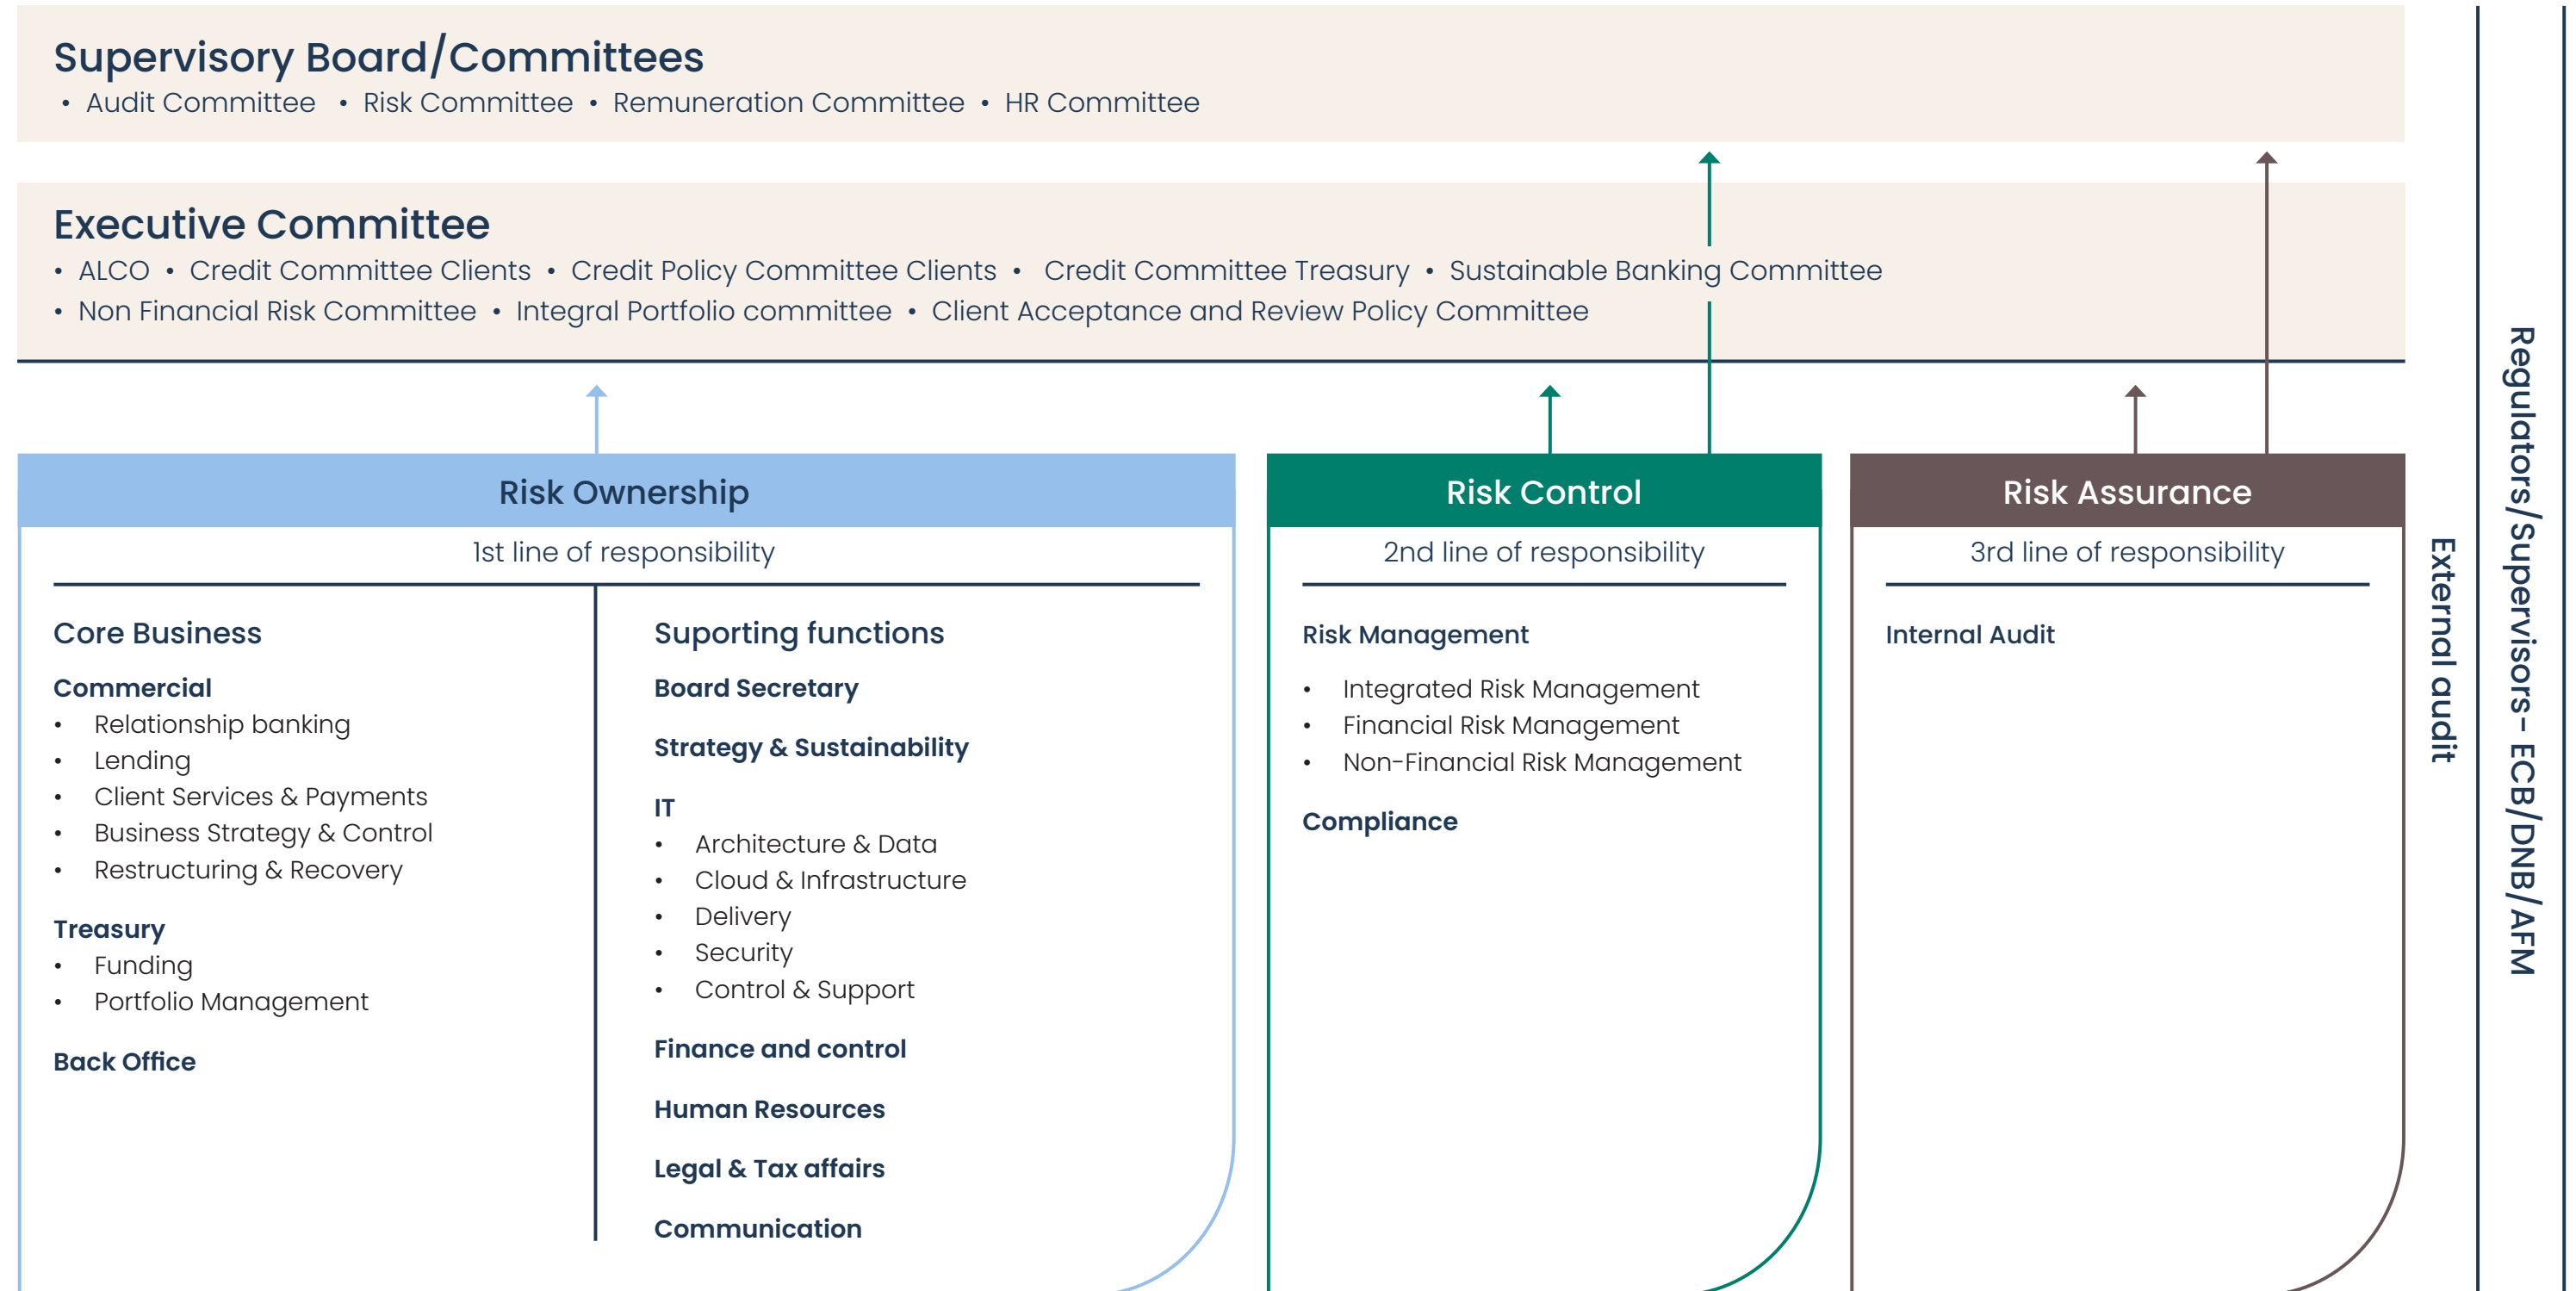 Supervisory Board/Committees
• Audit Committee • Risk Committee • Remuneration Committee • HR Committee
Executive Committee
• ALCO • Credit Committee Clients • Credit Policy Committee Clients • Credit Committee Treasury • Sustainable Banking Committee
• Non Financial Risk Committee • Integral Portfolio committee • Client Acceptance and Review Policy Committee
Risk Ownership
1st line of responsibility
Core Business
Commercial
• Relationship banking
• Lending
• Client Services & Payments
• Business Strategy & Control
• Restructuring & Recovery
Treasury
• Funding
• Portfolio Management
Back Office
Suporting functions
Board Secretary
Strategy & Sustainability
IT
• Architecture & Data
• Cloud & Infrastructure
• Delivery
• Security
• Control & Support
Finance and control
Human Resources
Legal & Tax affairs
Communication
Risk Control
2nd line of responsibility
Risk Management
• Integrated Risk Management
• Financial Risk Management
• Non-Financial Risk Management
Compliance
Risk Assurance
3rd line of responsibility
Internal Audit
External audit
Regulators/Supervisors- ECB/DNB/AFM